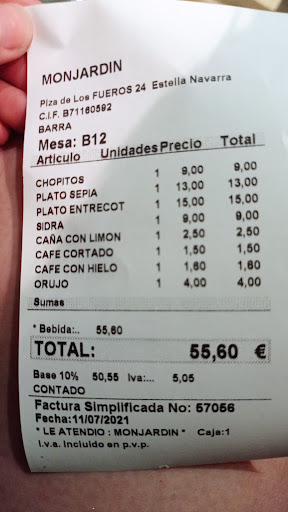 MONJARDIN
Plza de Los FUEROS 24 Estella Navarra
C.I.F. B71160592
BARRA
Mesa: B12
Articulo Unidades Precio Total
CHOPITOS 1 9,00 9,00
PLATO SEPIA 1 13,00 13,00
PLATO ENTRECOT 1 15,00 15,00
SIDRA 1 9,00 9,00
CAÑA CON LIMON 1 2,50 2,50
CAFE CORTADO 1 1,50 1,50
CAFE CON HIELO 1 1,60 1,60
ORUJO 1 4,00 4,00
Sumas
* Bebida:.. 55,60
TOTAL: 55,60 €
Base 10% 50,55 Iva:... 5,05
CONTADO
Factura Simplificada No: 57056
Fecha:11/07/2021
* LE ATENDIO : MONJARDIN * Caja:1
I.v.a. Incluido en p.v.p.